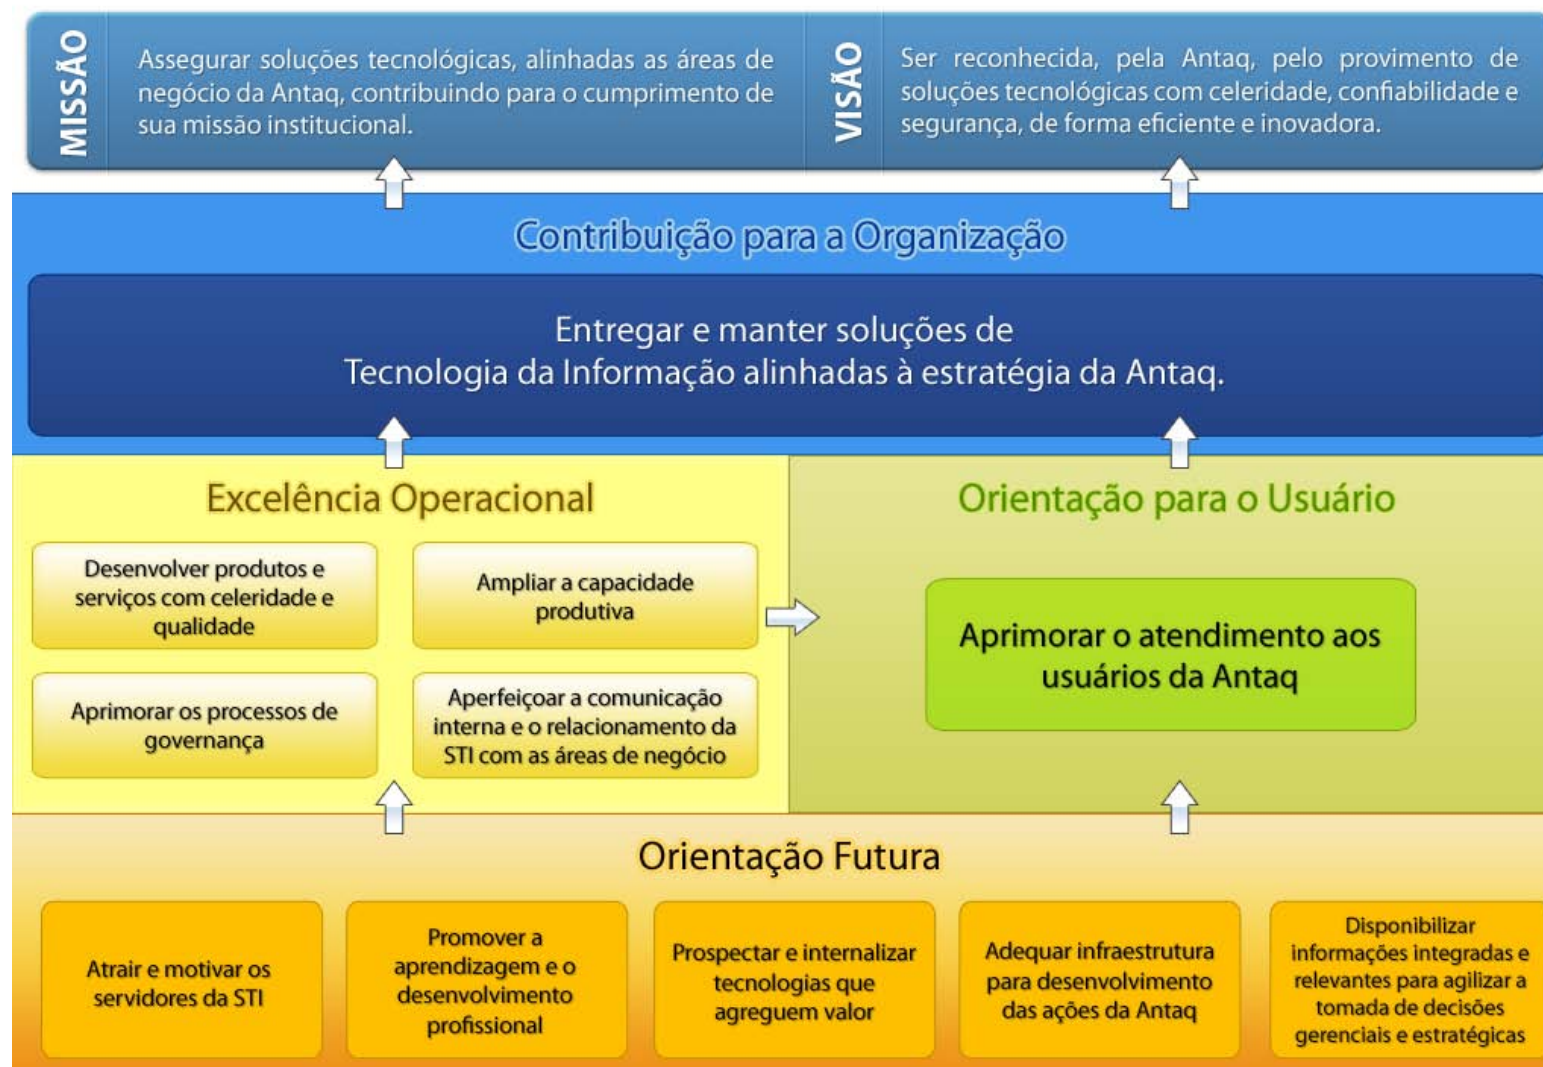 MISSÃO
Assegurar soluções tecnológicas, alinhadas as áreas de
negócio da Antaq, contribuindo para o cumprimento de
sua missão institucional.
VISÃO
Ser reconhecida, pela Antaq, pelo provimento de
soluções tecnológicas com celeridade, confiabilidade e
segurança, de forma eficiente e inovadora.
Contribuição para a Organização
Entregar e manter soluções de
Tecnologia da Informação alinhadas à estratégia da Antaq.
Excelência Operacional
Desenvolver produtos e
serviços com celeridade e
qualidade
Ampliar a capacidade
produtiva
Aprimorar os processos de
governança
Aperfeiçoar a comunicação
interna e o relacionamento da
STI com as áreas de negócio
Orientação para o Usuário
Aprimorar o atendimento aos
usuários da Antaq
Orientação Futura
Atrair e motivar os
servidores da STI
Promover a
aprendizagem e o
desenvolvimento
profissional
Prospectar e internalizar
tecnologias que
agreguem valor
Adequar infraestrutura
para desenvolvimento
das ações da Antaq
Disponibilizar
informações integradas e
relevantes para agilizar a
tomada de decisões
gerenciais e estratégicas